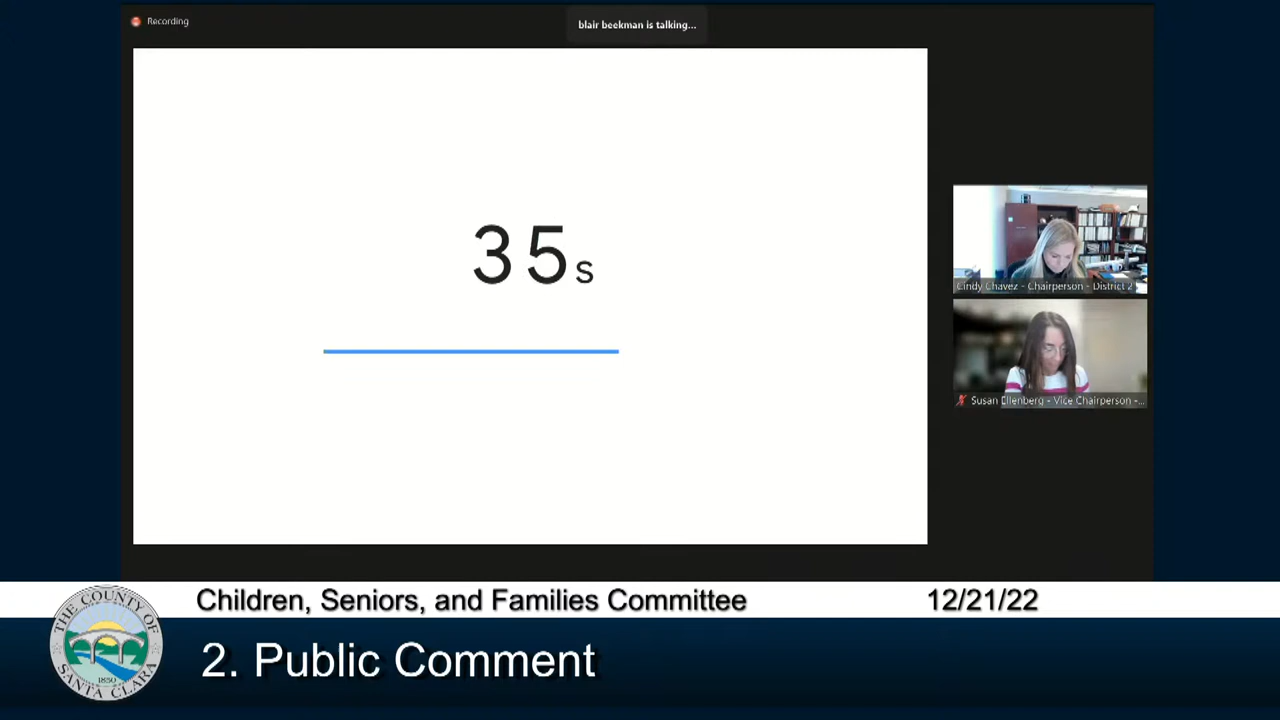 Recording
blair beekman is talking...
35s
Cindy Chavez - Chairperson - District 2
Susan Ellenberg - Vice Chairperson -...
Children, Seniors, and Families Committee
12/21/22
THE COUNTY OF
SANTA CLARA
1850
2. Public Comment